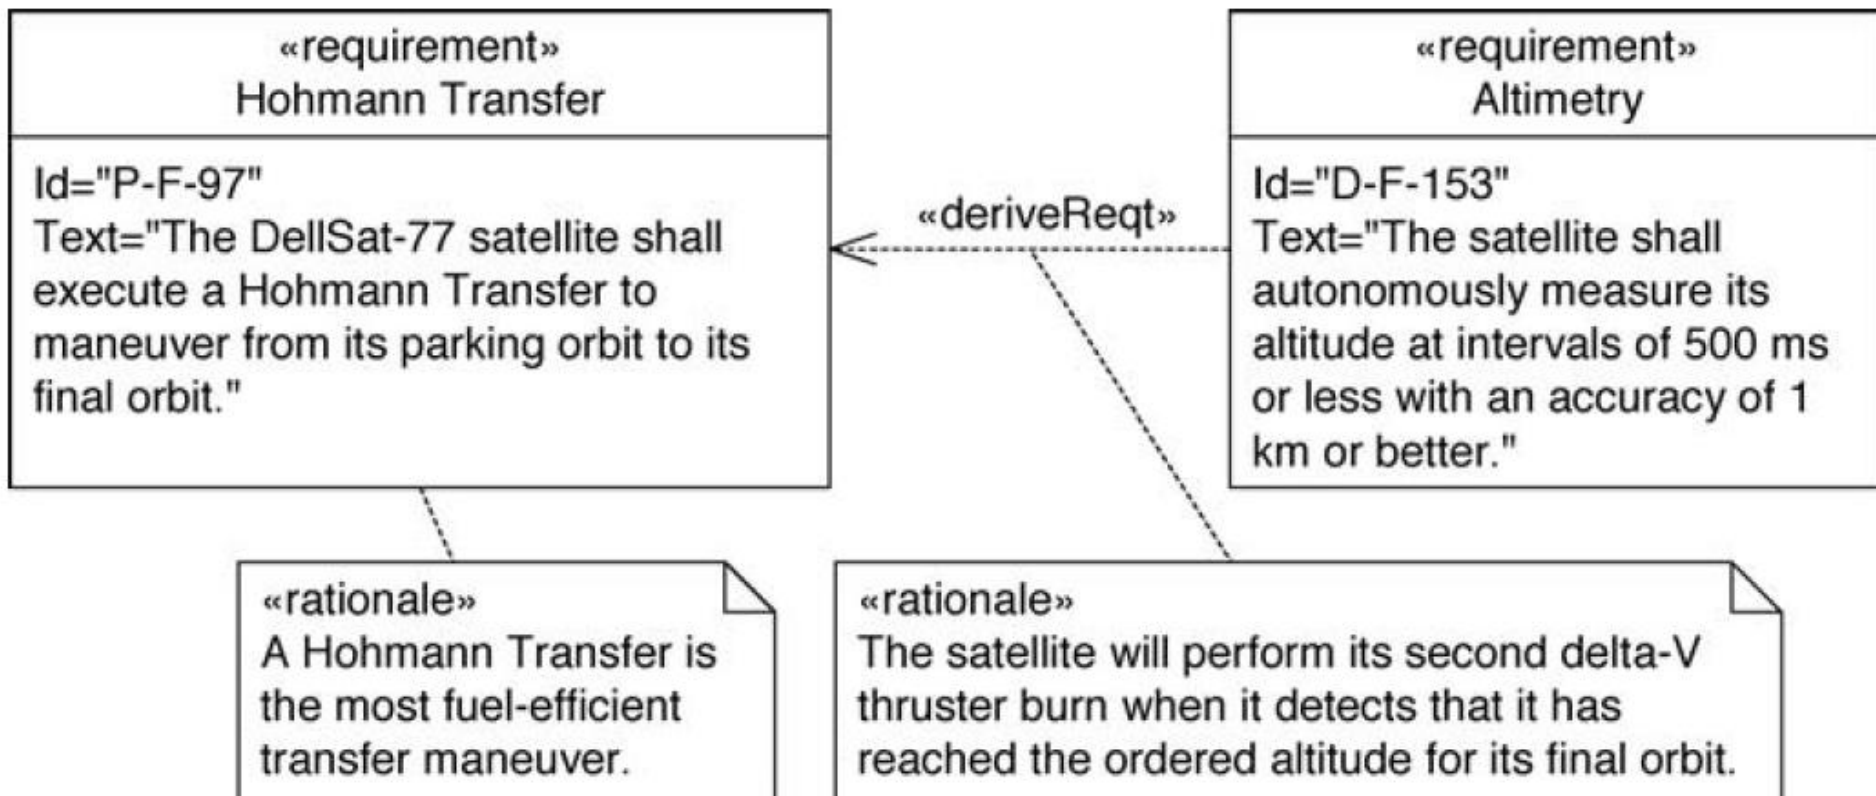 «requirement»
Hohmann Transfer
Id="P-F-97"
Text="The DellSat-77 satellite shall
execute a Hohmann Transfer to
maneuver from its parking orbit to its
final orbit."
«deriveReqt»
«requirement»
Altimetry
Id="D-F-153"
Text="The satellite shall
autonomously measure its
altitude at intervals of 500 ms
or less with an accuracy of 1
km or better."
«rationale»
A Hohmann Transfer is
the most fuel-efficient
transfer maneuver.
«rationale»
The satellite will perform its second delta-V
thruster burn when it detects that it has
reached the ordered altitude for its final orbit.